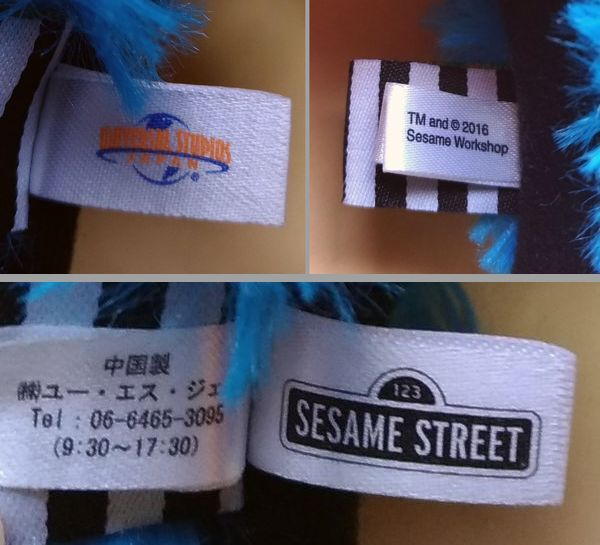 UNIVERSAL STUDIOS
JAPAN
®
TM and © 2016
Sesame Workshop
中国製
㈱ユー・エス・ジェ
Tel : 06-6465-3095
(9:30～17:30)
123
SESAME STREET